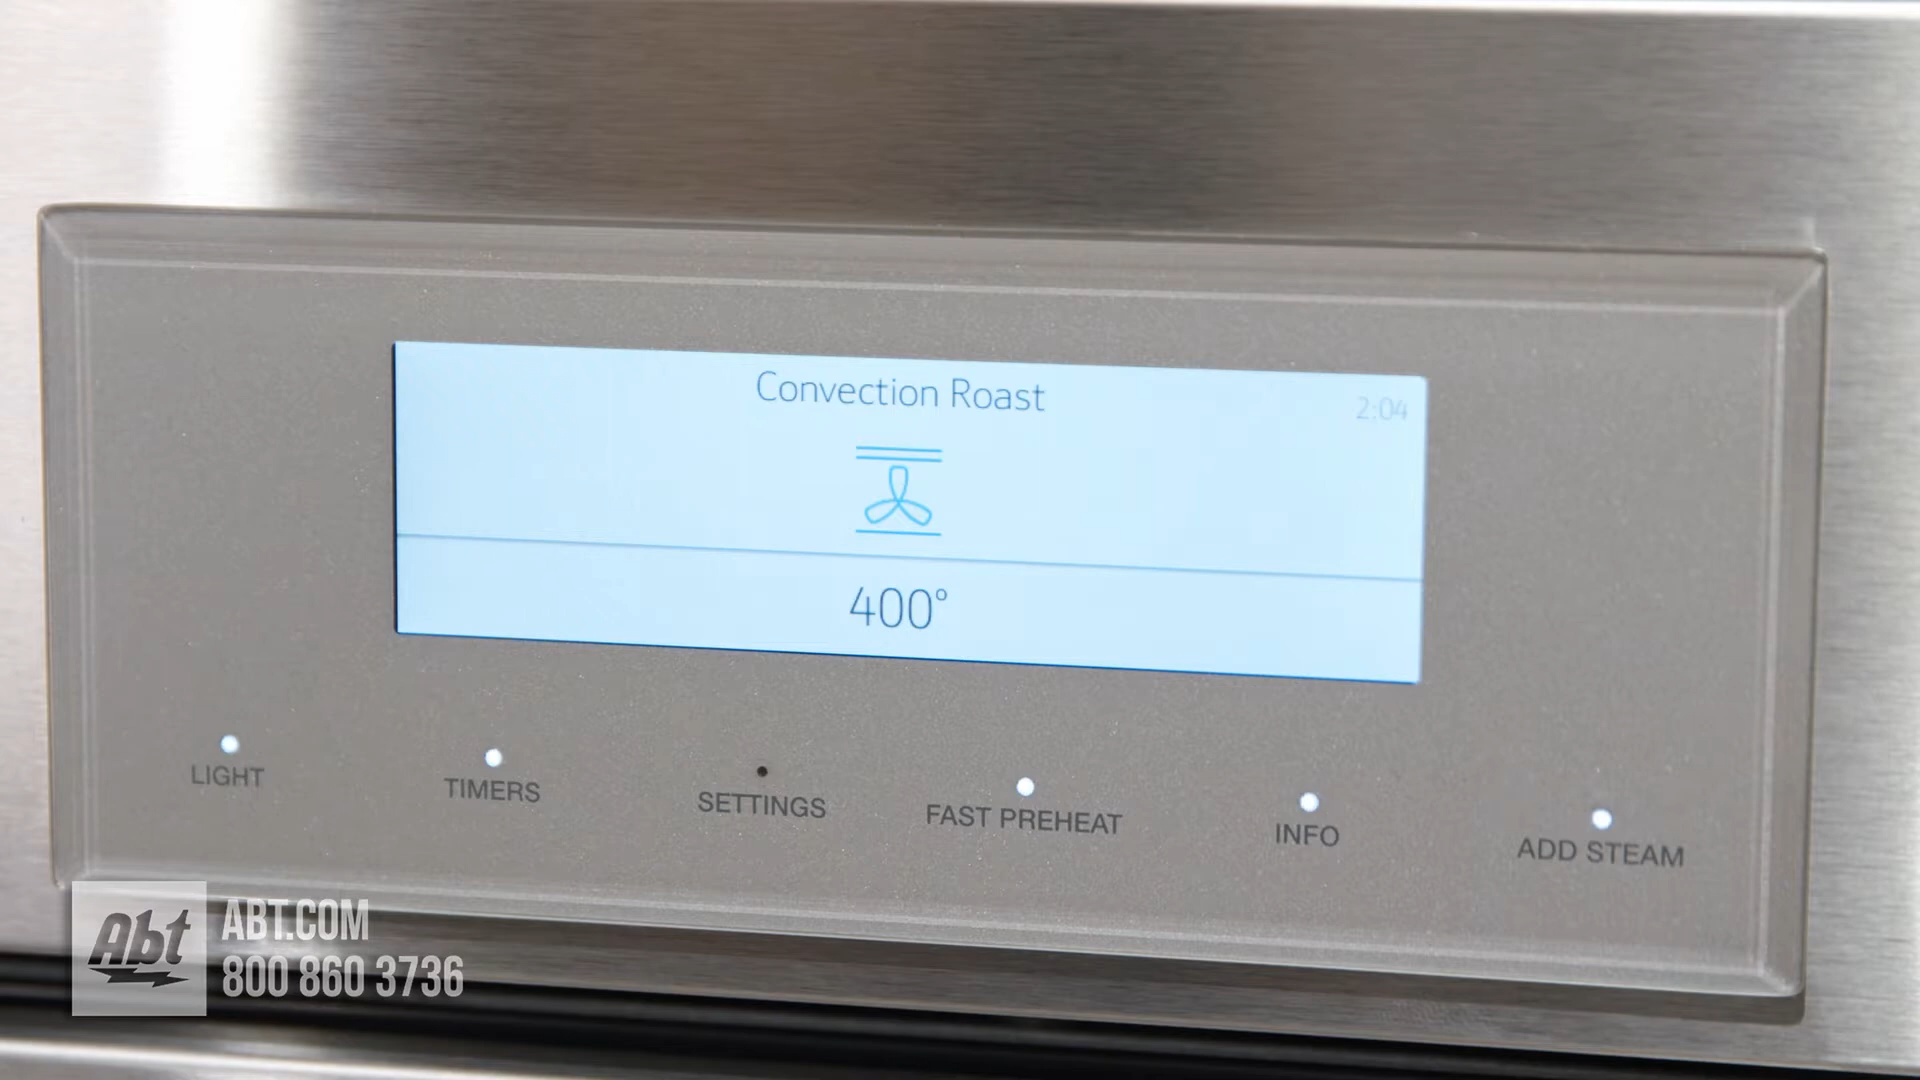 Convection Roast
2:04
400°
LIGHT
TIMERS
SETTINGS
FAST PREHEAT
INFO
ADD STEAM
Abt
ABT.COM
800 860 3736